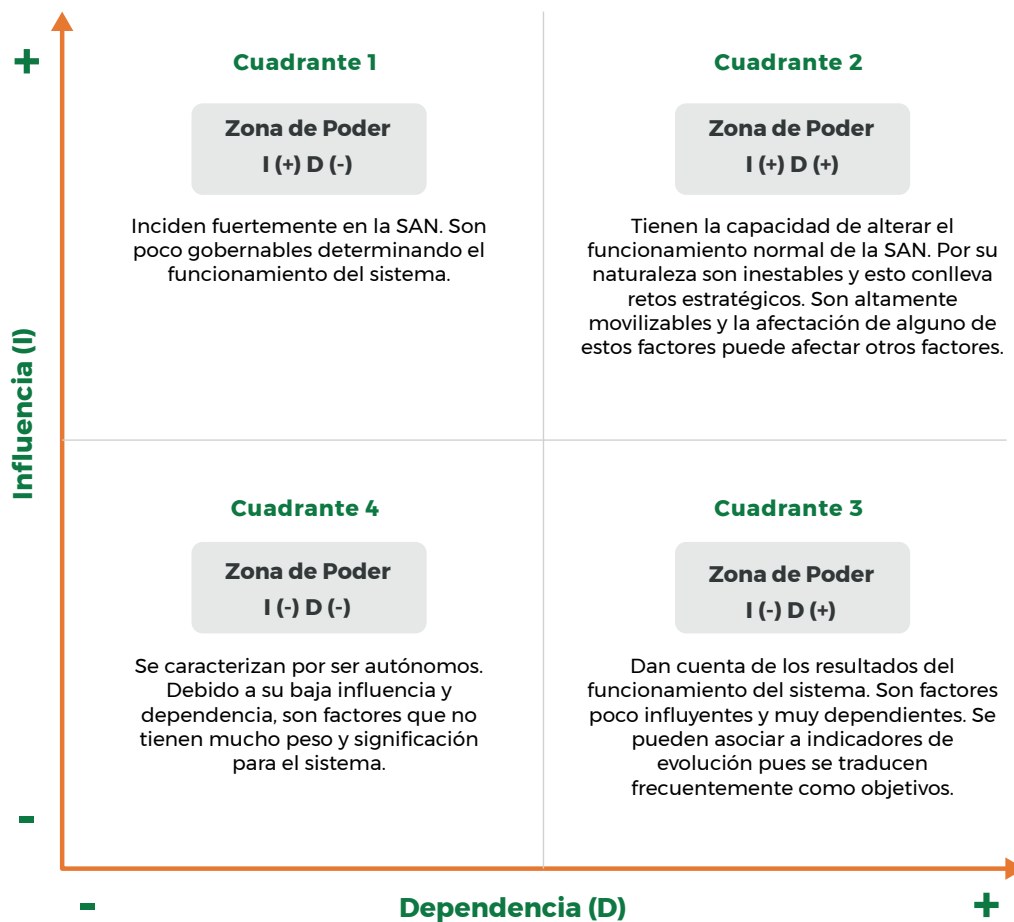 +
Cuadrante 1
Zona de Poder
I (+) D (-)
Inciden fuertemente en la SAN. Son
poco gobernables determinando el
funcionamiento del sistema.
Cuadrante 2
Zona de Poder
I (+) D (+)
Tienen la capacidad de alterar el
funcionamiento normal de la SAN. Por su
naturaleza son inestables y esto conlleva
retos estratégicos. Son altamente
movilizables y la afectación de alguno de
estos factores puede afectar otros factores.
Influencia (I)
Cuadrante 4
Zona de Poder
I (-) D (-)
Se caracterizan por ser autónomos.
Debido a su baja influencia y
dependencia, son factores que no
tienen mucho peso y significación
para el sistema.
Cuadrante 3
Zona de Poder
I (-) D (+)
Dan cuenta de los resultados del
funcionamiento del sistema. Son factores
poco influyentes y muy dependientes. Se
pueden asociar a indicadores de
evolución pues se traducen
frecuentemente como objetivos.
-
-
Dependencia (D)
+